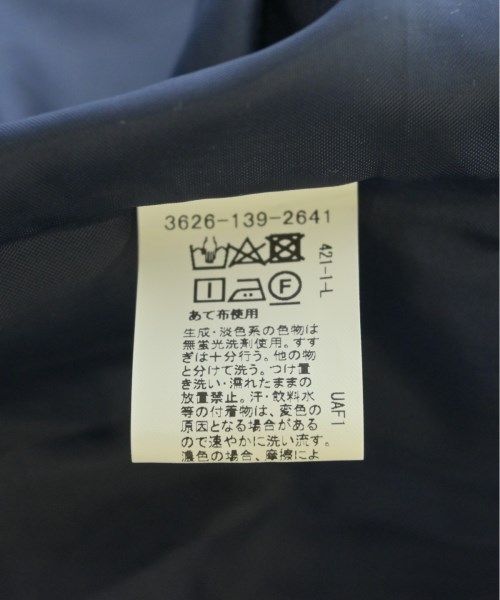 3626-139-2641
F
あて布使用
生成・淡色系の色物は
無蛍光洗剤使用。すす
ぎは十分行う。他の物
と分けて洗う。つけ置
き洗い・濡れたままの
放置禁止。汗・飲料水
等の付着物は、変色の
原因となる場合がある
ので速やかに洗い流す。
濃色の場合、摩擦によ
421-1-L
UAF1